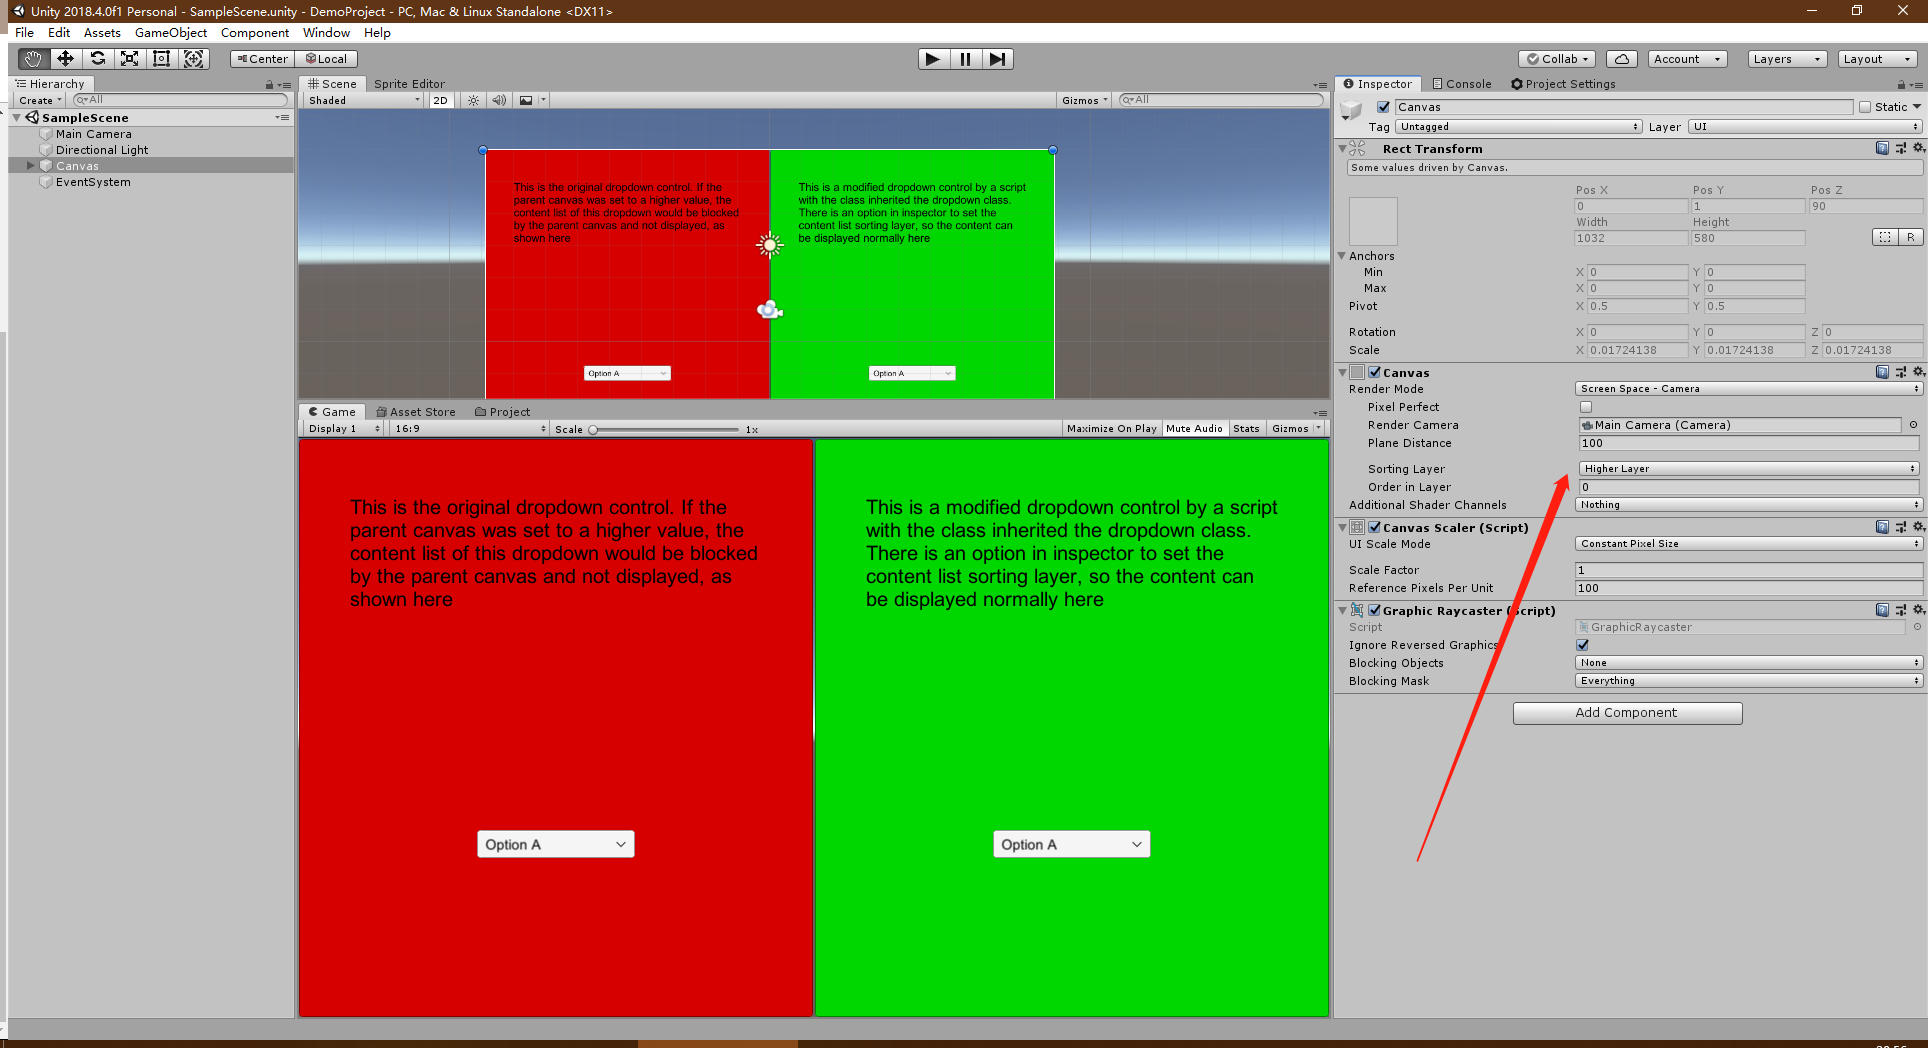 Unity 2018.4.0f1 Personal - SampleScene.unity - DemoProject - PC, Mac & Linux Standalone <DX11>
File Edit Assets GameObject Component Window Help
Center Local Collab Account Layers Layout
Hierarchy
Create All
SampleScene
Main Camera
Directional Light
Canvas
EventSystem
Scene Sprite Editor
Shaded 2D Gizmos All
This is the original dropdown control. If the
parent canvas was set to a higher value, the
content list of this dropdown would be blocked
by the parent canvas and not displayed, as
shown here
This is a modified dropdown control by a script
with the class inherited the dropdown class.
There is an option in inspector to set the
content list sorting layer, so the content can
be displayed normally here
Option A
Option A
Game Asset Store Project
Display 1 16:9 Scale 1x Maximize On Play Mute Audio Stats Gizmos
This is the original dropdown control. If the
parent canvas was set to a higher value, the
content list of this dropdown would be blocked
by the parent canvas and not displayed, as
shown here
This is a modified dropdown control by a script
with the class inherited the dropdown class.
There is an option in inspector to set the
content list sorting layer, so the content can
be displayed normally here
Option A
Option A
Inspector Console Project Settings
Canvas Static
Tag Untagged Layer UI
Rect Transform
Some values driven by Canvas.
Pos X Pos Y Pos Z
0 1 90
Width Height
1032 580 R
Anchors
Min X 0 Y 0
Max X 0 Y 0
Pivot X 0.5 Y 0.5
Rotation X 0 Y 0 Z 0
Scale X 0.01724138 Y 0.01724138 Z 0.01724138
Canvas
Render Mode Screen Space - Camera
Pixel Perfect
Render Camera Main Camera (Camera)
Plane Distance 100
Sorting Layer Higher Layer
Order in Layer 0
Additional Shader Channels Nothing
Canvas Scaler (Script)
UI Scale Mode Constant Pixel Size
Scale Factor 1
Reference Pixels Per Unit 100
Graphic Raycaster (Script)
Script GraphicRaycaster
Ignore Reversed Graphics
Blocking Objects None
Blocking Mask Everything
Add Component